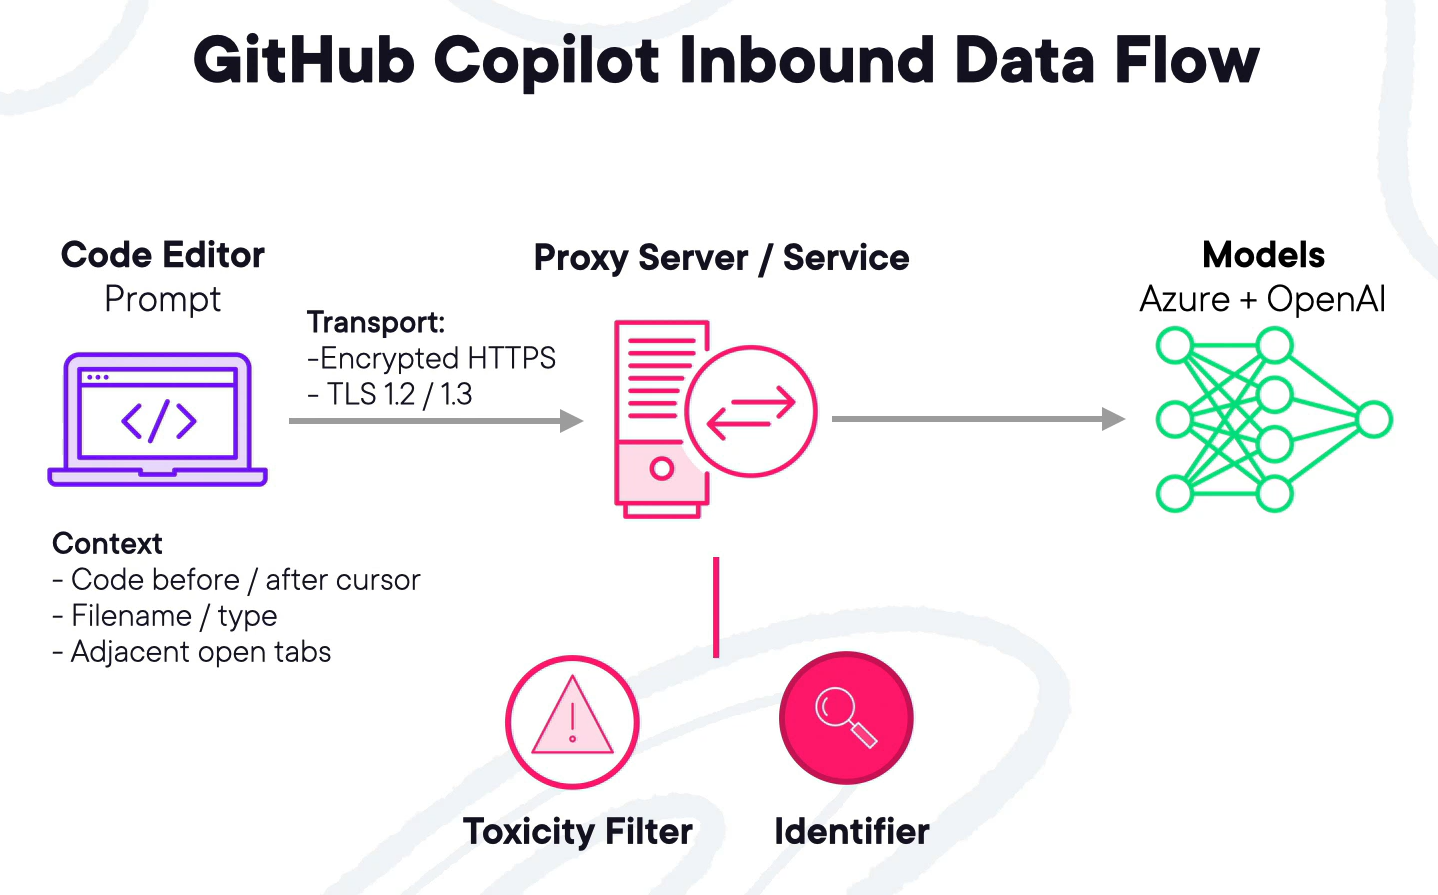 GitHub Copilot Inbound Data Flow
Code Editor
Prompt
Transport:
-Encrypted HTTPS
- TLS 1.2 / 1.3
Proxy Server / Service
Models
Azure + OpenAI
</>
Context
- Code before / after cursor
- Filename / type
- Adjacent open tabs
!
Toxicity Filter
Identifier